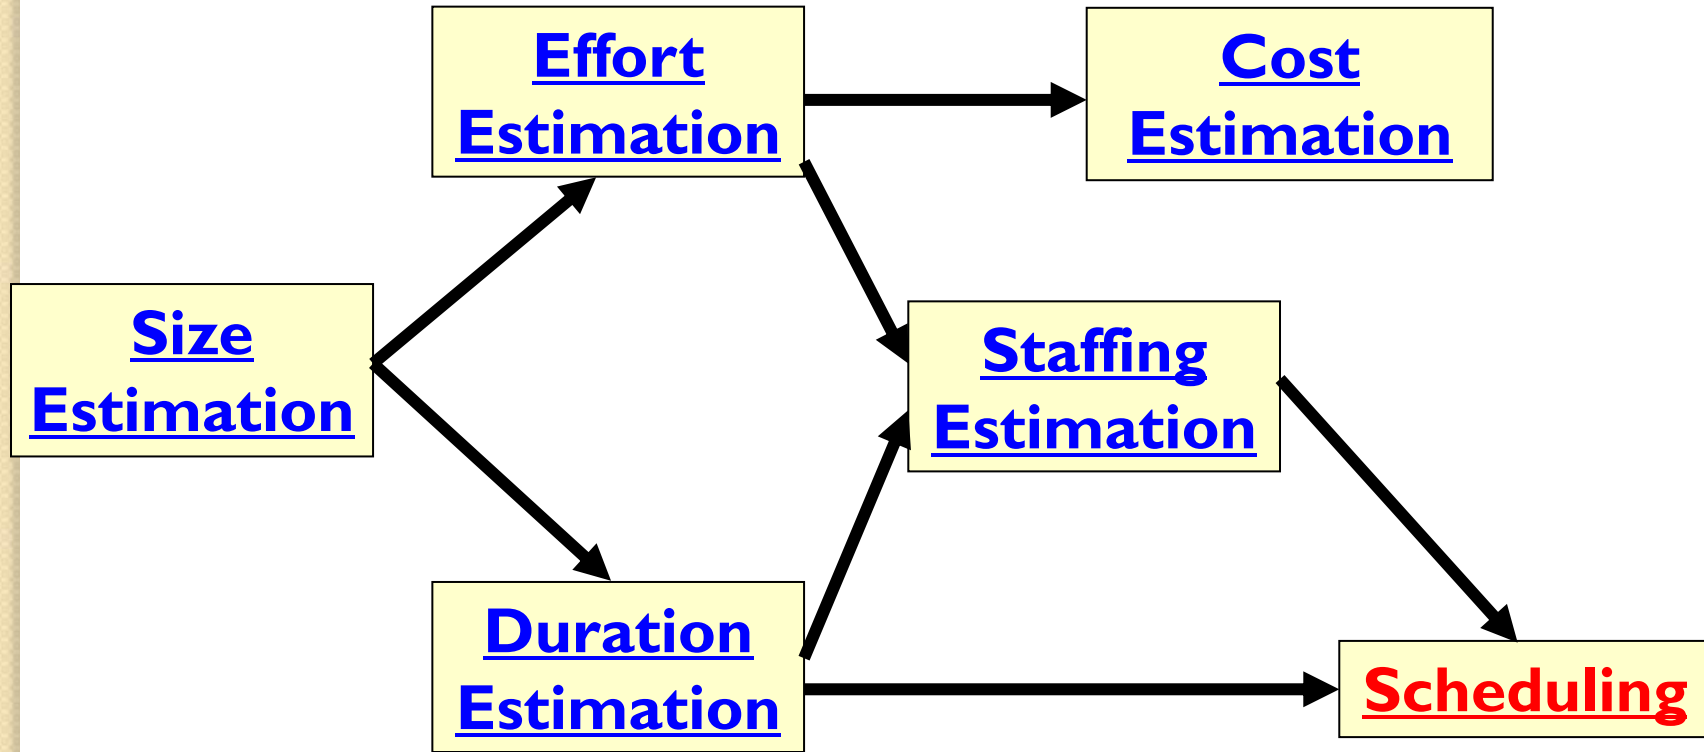 Effort
Estimation
Cost
Estimation
Size
Estimation
Staffing
Estimation
Duration
Estimation
Scheduling